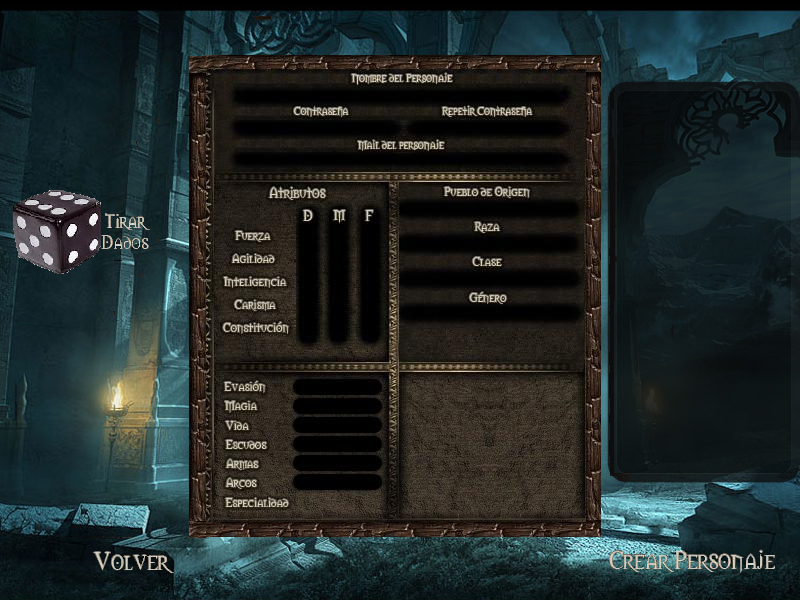 Nombre del Personaje
Contraseña Repetir Contraseña
Mail del personaje
Atributos
D M F
Fuerza
Agilidad
Inteligencia
Carisma
Constitución
Pueblo de Origen
Raza
Clase
Género
Tirar
Dados
Evasión
Magia
Vida
Escudos
Armas
Arcos
Especialidad
Volver
Crear Personaje